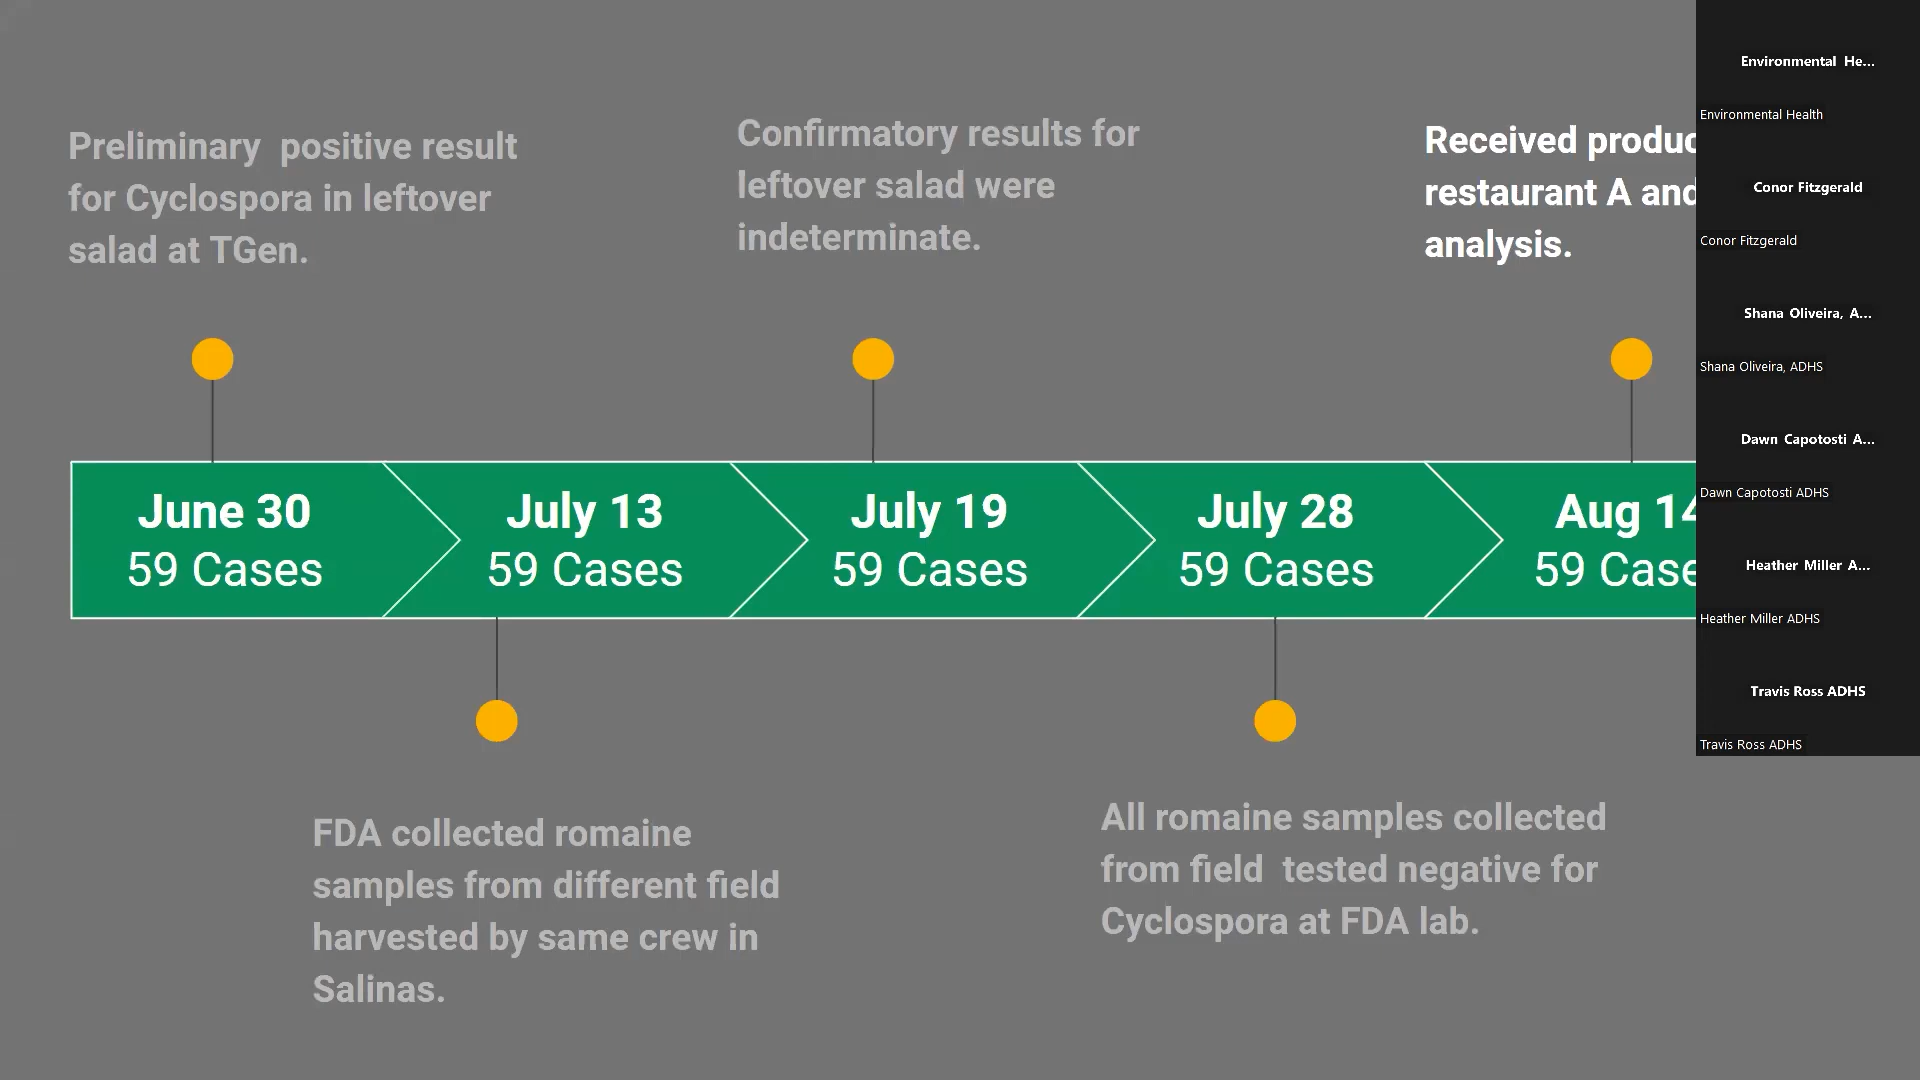 Preliminary positive result
for Cyclospora in leftover
salad at TGen.
Confirmatory results for
leftover salad were
indeterminate.
Received
restaurant A and
analysis.
June 30
59 Cases
July 13
59 Cases
July 19
59 Cases
July 28
59 Cases
Aug 14
59
FDA collected romaine
samples from different field
harvested by same crew in
Salinas.
All romaine samples collected
from field tested negative for
Cyclospora at FDA lab.
Environmental He...
Environmental Health
Conor Fitzgerald
Conor Fitzgerald
Shana Oliveira, A...
Shana Oliveira, ADHS
Dawn Capotosti A...
Dawn Capotosti ADHS
Heather Miller A...
Heather Miller ADHS
Travis Ross ADHS
Travis Ross ADHS